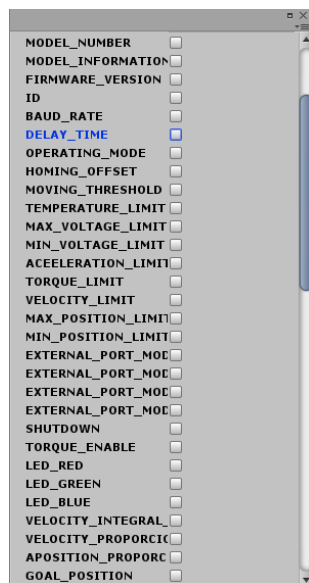 MODEL_NUMBER
MODEL_INFORMATION
FIRMWARE_VERSION
ID
BAUD_RATE
DELAY_TIME
OPERATING_MODE
HOMING_OFFSET
MOVING_THRESHOLD
TEMPERATURE_LIMIT
MAX_VOLTAGE_LIMIT
MIN_VOLTAGE_LIMIT
ACEELERATION_LIMIT
TORQUE_LIMIT
VELOCITY_LIMIT
MAX_POSITION_LIMIT
MIN_POSITION_LIMIT
EXTERNAL_PORT_MOD
EXTERNAL_PORT_MOD
EXTERNAL_PORT_MOD
EXTERNAL_PORT_MOD
SHUTDOWN
TORQUE_ENABLE
LED_RED
LED_GREEN
LED_BLUE
VELOCITY_INTEGRAL_
VELOCITY_PROPORCIO
APOSITION_PROPORC
GOAL_POSITION